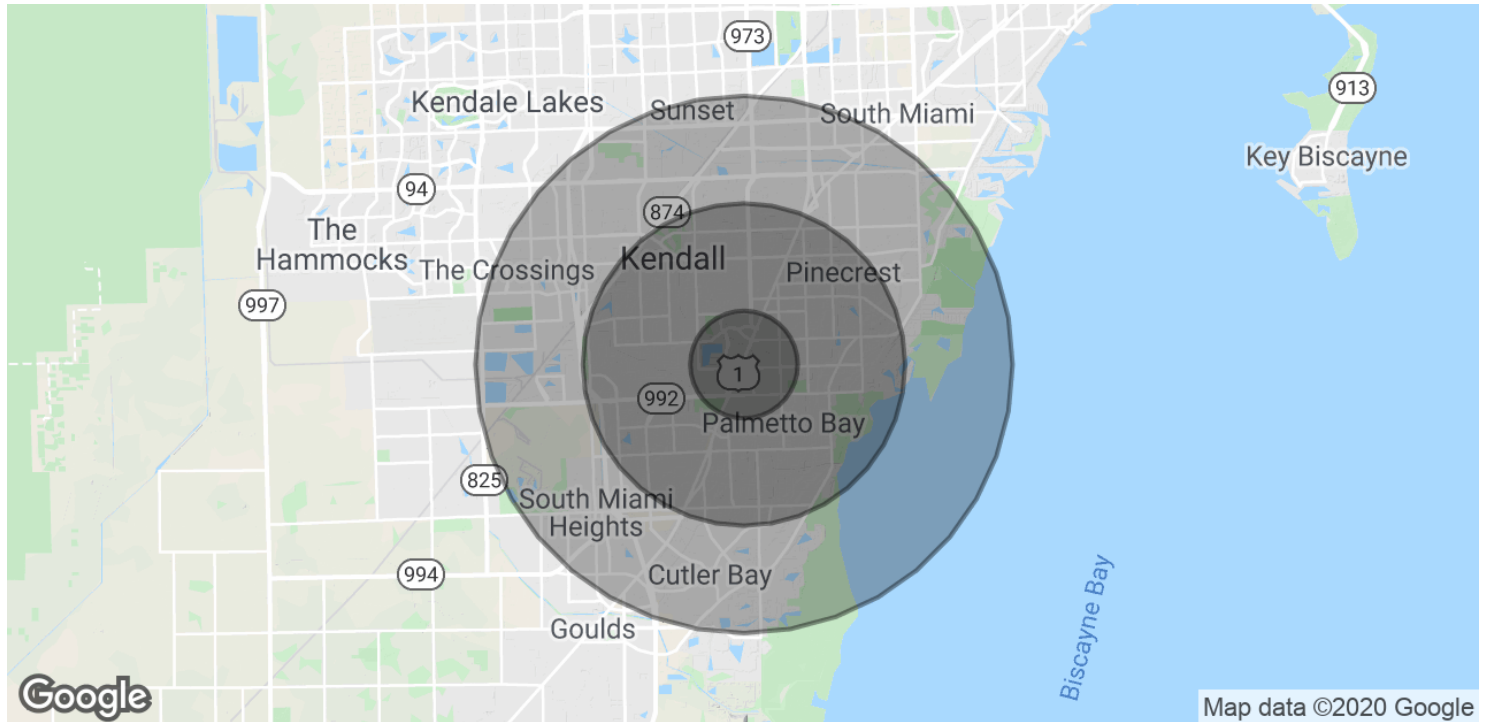 973
913
Kendale Lakes
Sunset
South Miami
Key Biscayne
94
874
The
Hammocks
Kendall
The Crossings
Pinecrest
997
1
992
Palmetto Bay
825
South Miami
Heights
994
Cutler Bay
Goulds
Biscayne Bay
Google
Map data ©2020 Google